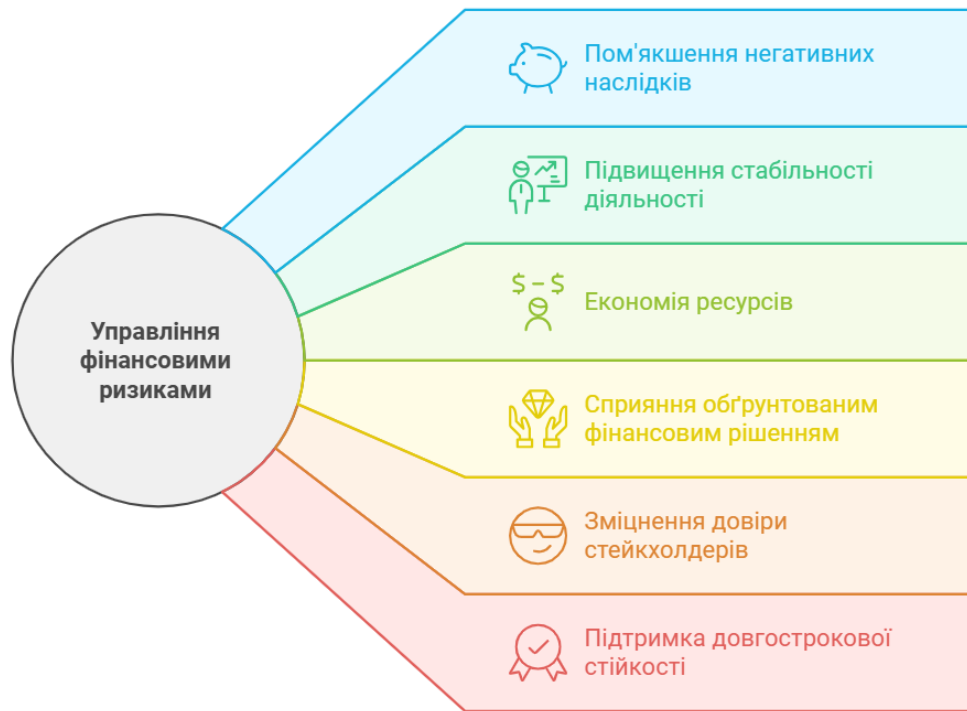 Управління
фінансовими
ризиками
Пом'якшення негативних
наслідків
Підвищення стабільності
діяльності
$ – $
Економія ресурсів
Сприяння обґрунтованим
фінансовим рішенням
Зміцнення довіри
стейкхолдерів
Підтримка довгострокової
стійкості